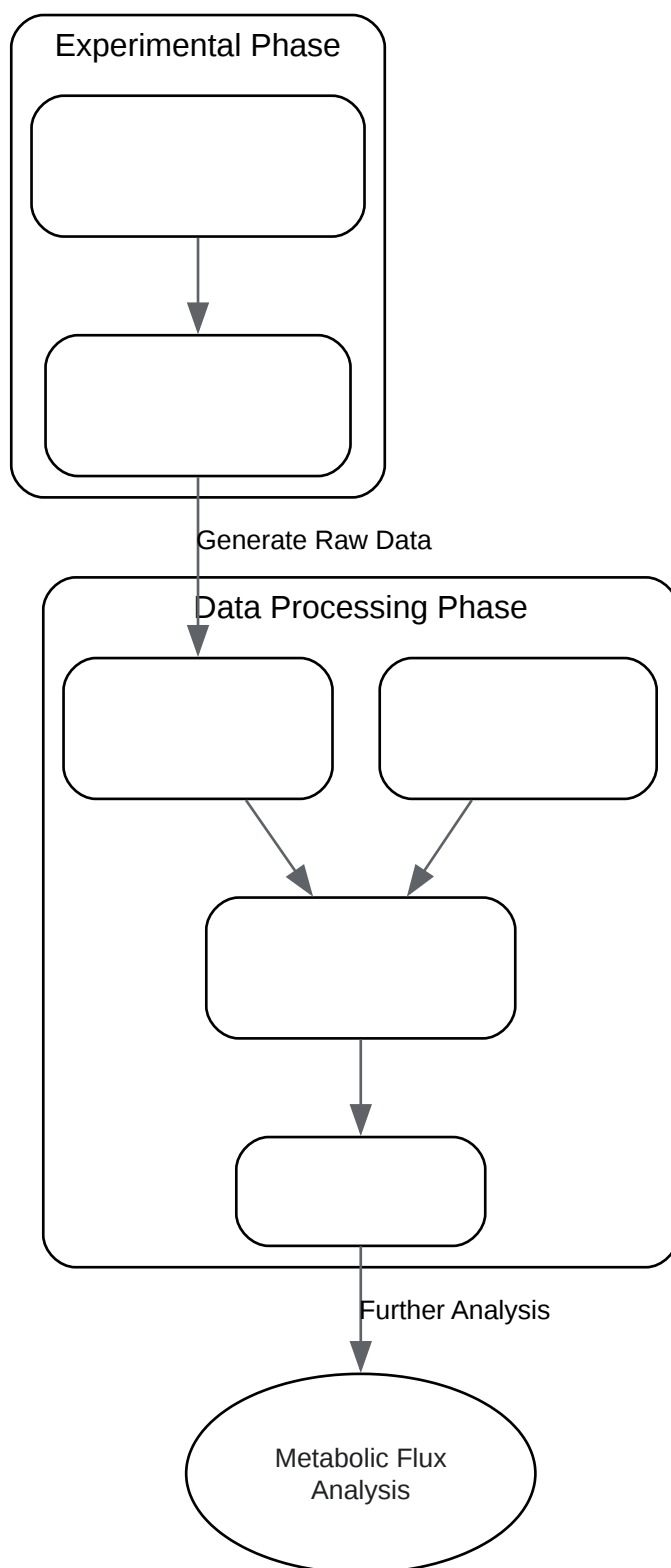 Experimental Phase
Generate Raw Data
Data Processing Phase
Further Analysis
Metabolic Flux
Analysis